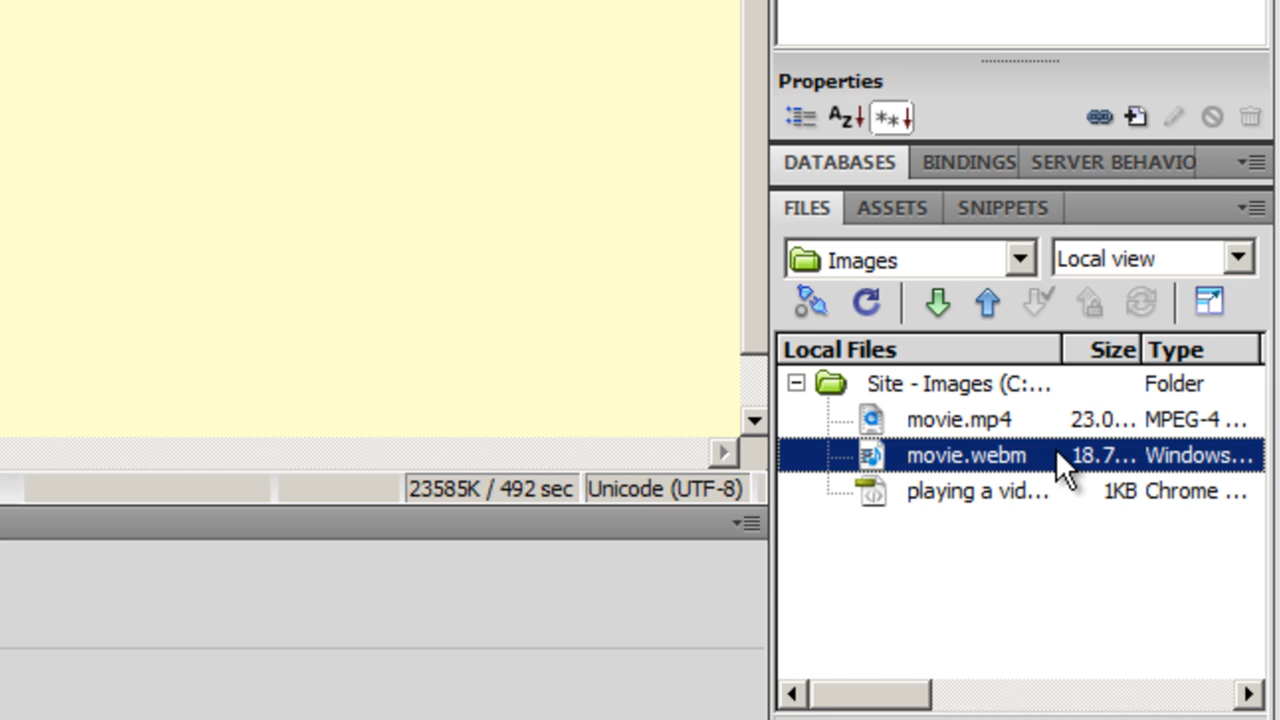 Properties
DATABASES BINDINGS SERVER BEHAVIO
FILES ASSETS SNIPPETS
Images Local view
Local Files Size Type
Site - Images (C:... Folder
movie.mp4 23.0... MPEG-4 ...
movie.webm 18.7... Windows...
playing a vid... 1KB Chrome ...
23585K / 492 sec Unicode (UTF-8)